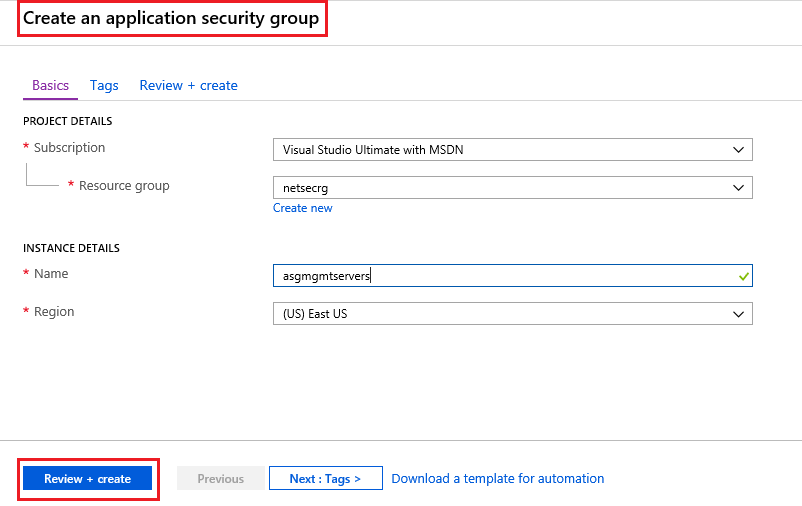 Create an application security group
Basics Tags Review + create
PROJECT DETAILS
* Subscription Visual Studio Ultimate with MSDN
* Resource group netsecrg
Create new
INSTANCE DETAILS
* Name asgmgmtservers
* Region (US) East US
Review + create Previous Next : Tags > Download a template for automation